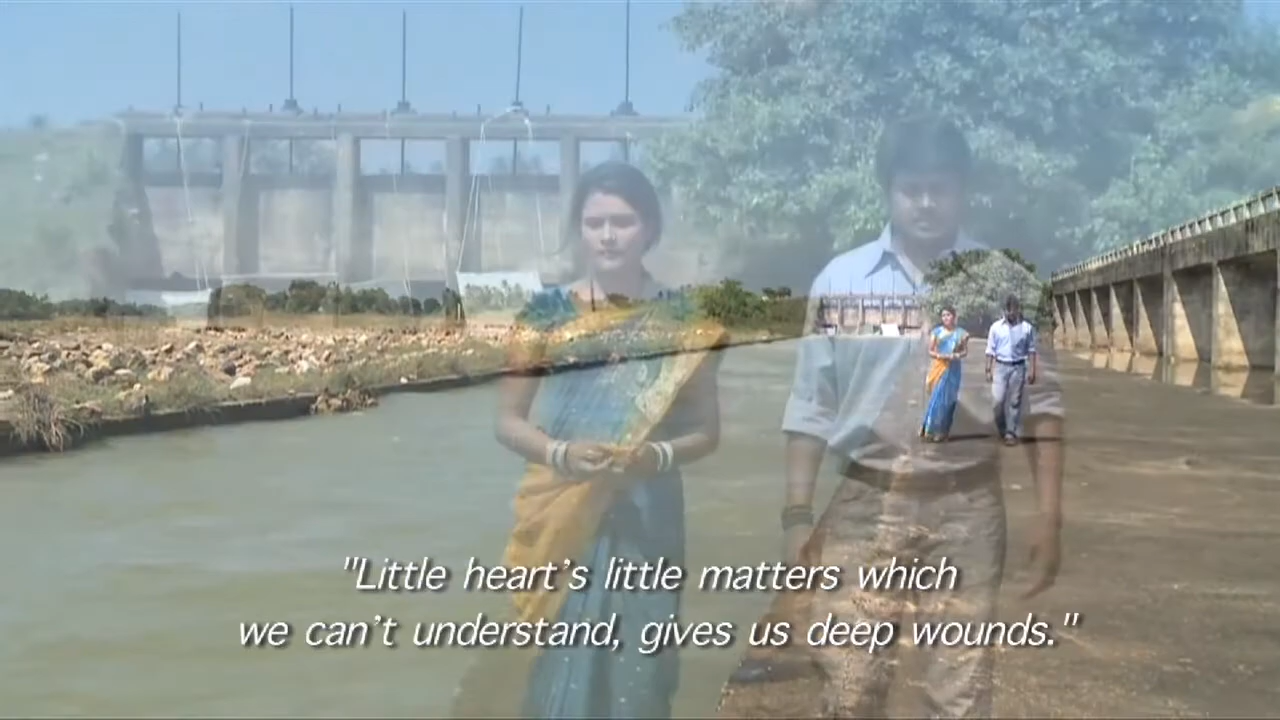 "Little heart's little matters which
we can't understand, gives us deep wounds."